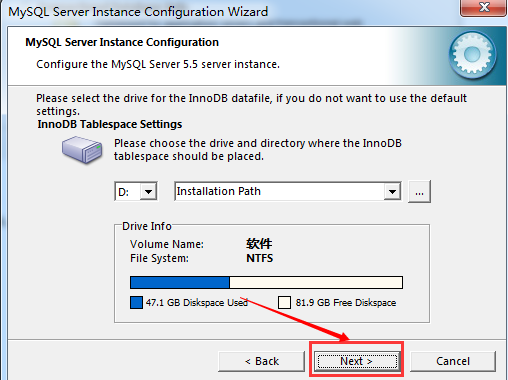 MySQL Server Instance Configuration Wizard
MySQL Server Instance Configuration
Configure the MySQL Server 5.5 server instance.
Please select the drive for the InnoDB datafile, if you do not want to use the default
settings.
InnoDB Tablespace Settings
Please choose the drive and directory where the InnoDB
tablespace should be placed.
D: Installation Path ...
Drive Info
Volume Name: 软件
File System: NTFS
47.1 GB Diskspace Used 81.9 GB Free Diskspace
< Back Next > Cancel